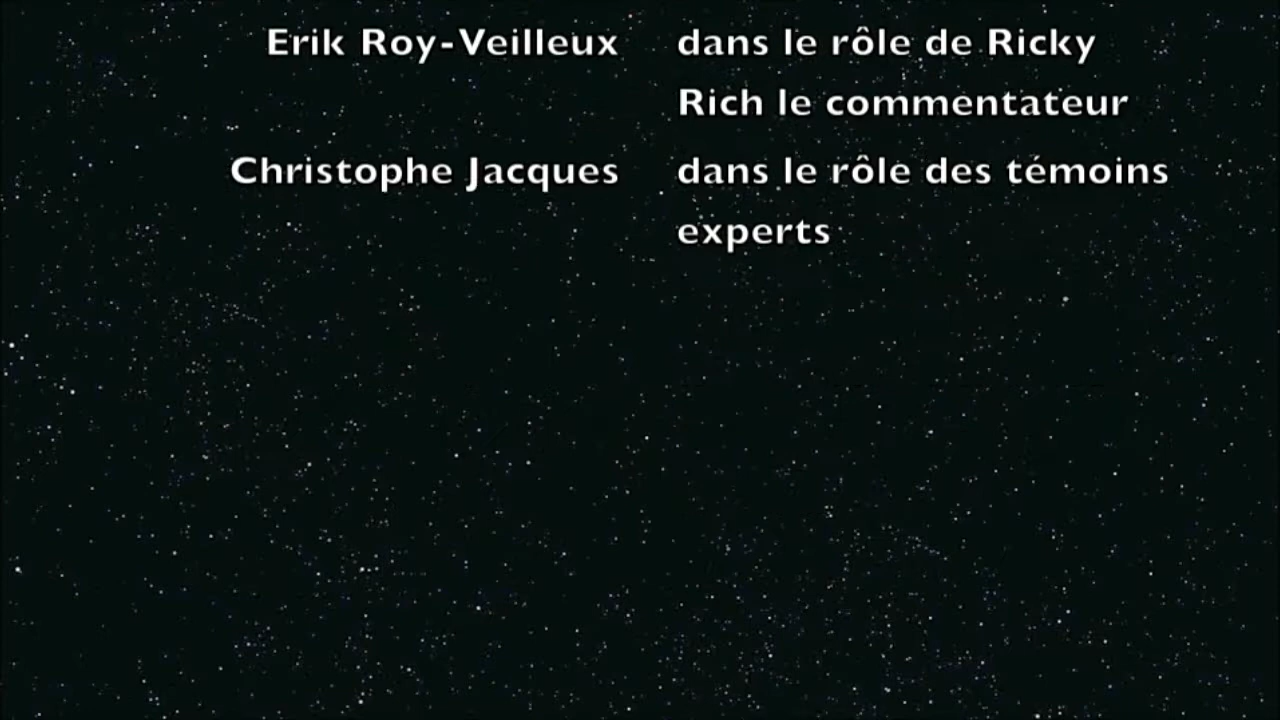 Erik Roy-Veilleux dans le rôle de Ricky
Rich le commentateur
Christophe Jacques dans le rôle des témoins
experts